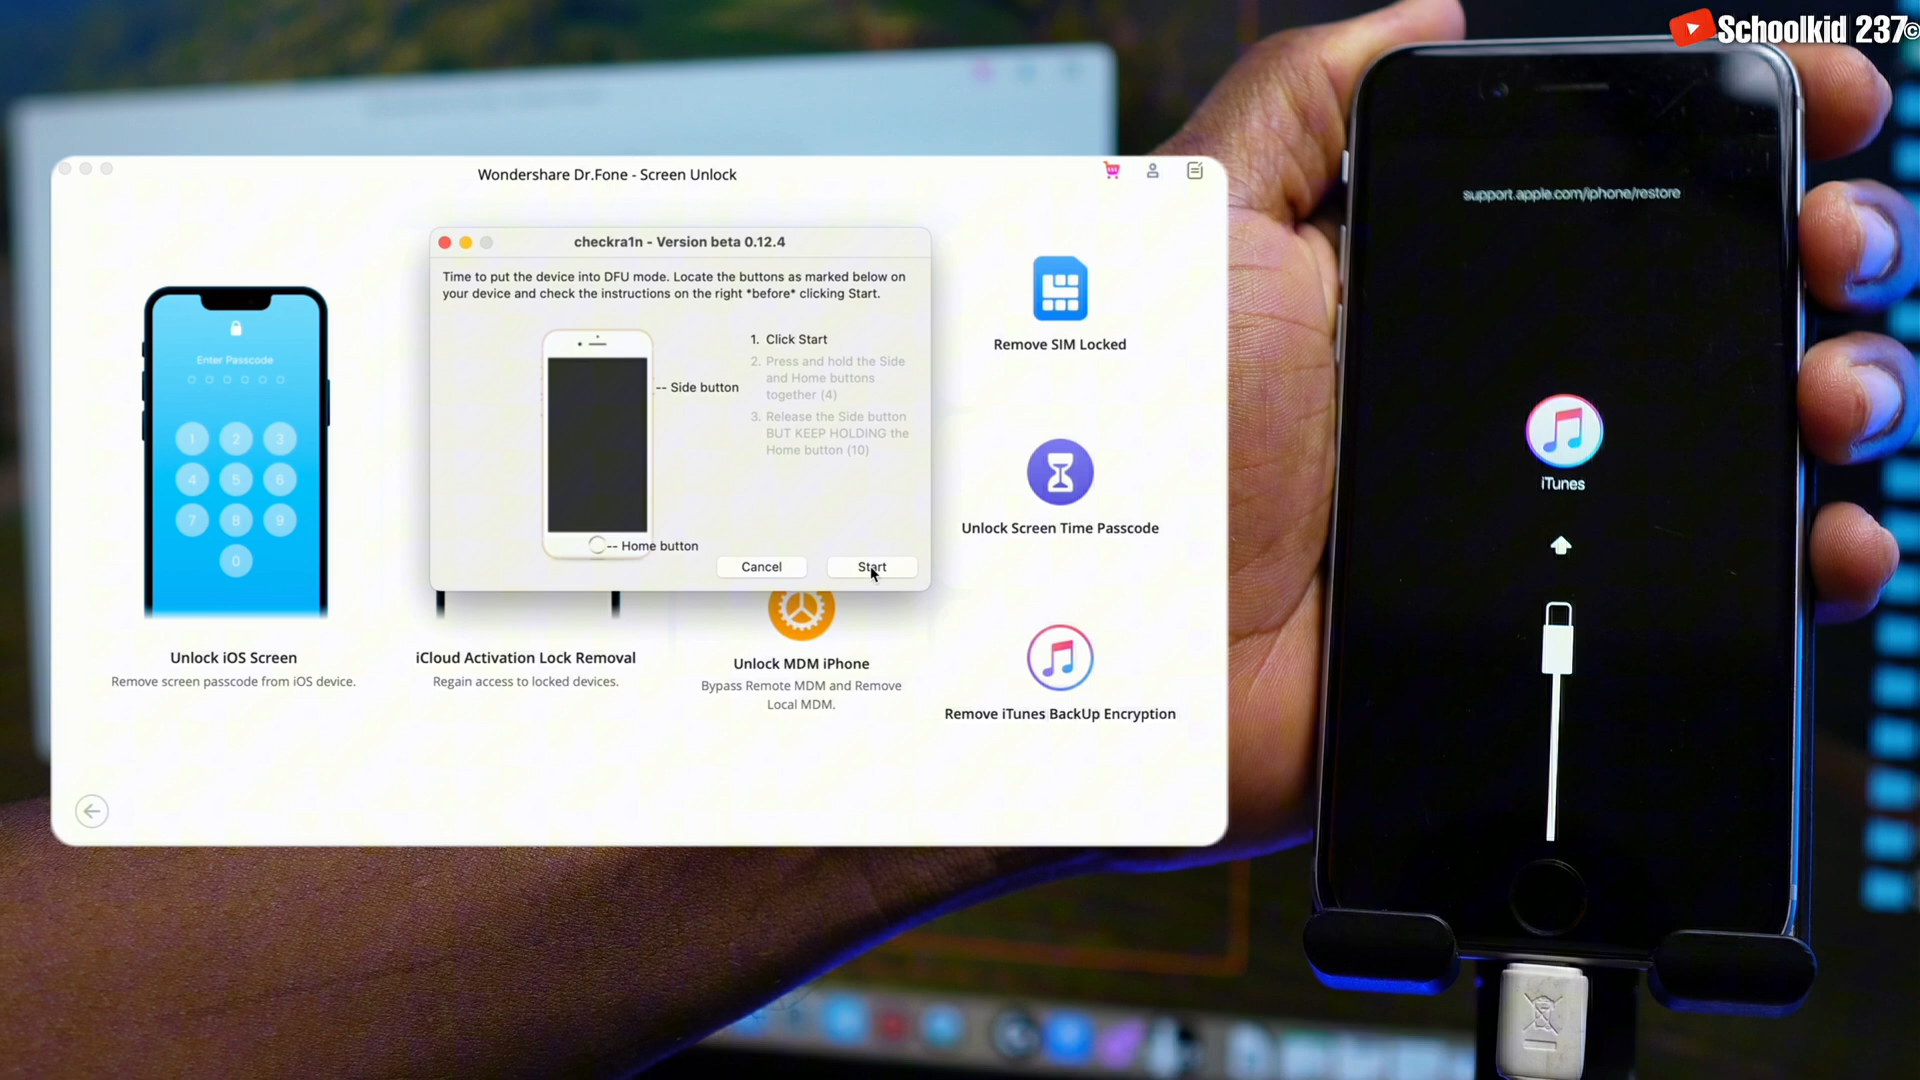 Schoolkid 237©
Wondershare Dr.Fone - Screen Unlock
checkra1n - Version beta 0.12.4
Time to put the device into DFU mode. Locate the buttons as marked below on
your device and check the instructions on the right *before* clicking Start.
1. Click Start
2. Press and hold the Side
and Home buttons
together (4)
3. Release the Side button
BUT KEEP HOLDING the
Home button (10)
-- Side button
-- Home button
Cancel
Start
Enter Passcode
1 2 3
4 5 6
7 8 9
0
Unlock iOS Screen
Remove screen passcode from iOS device.
iCloud Activation Lock Removal
Regain access to locked devices.
Unlock MDM iPhone
Bypass Remote MDM and Remove
Local MDM.
Remove SIM Locked
Unlock Screen Time Passcode
Remove iTunes BackUp Encryption
support.apple.com/iphone/restore
iTunes